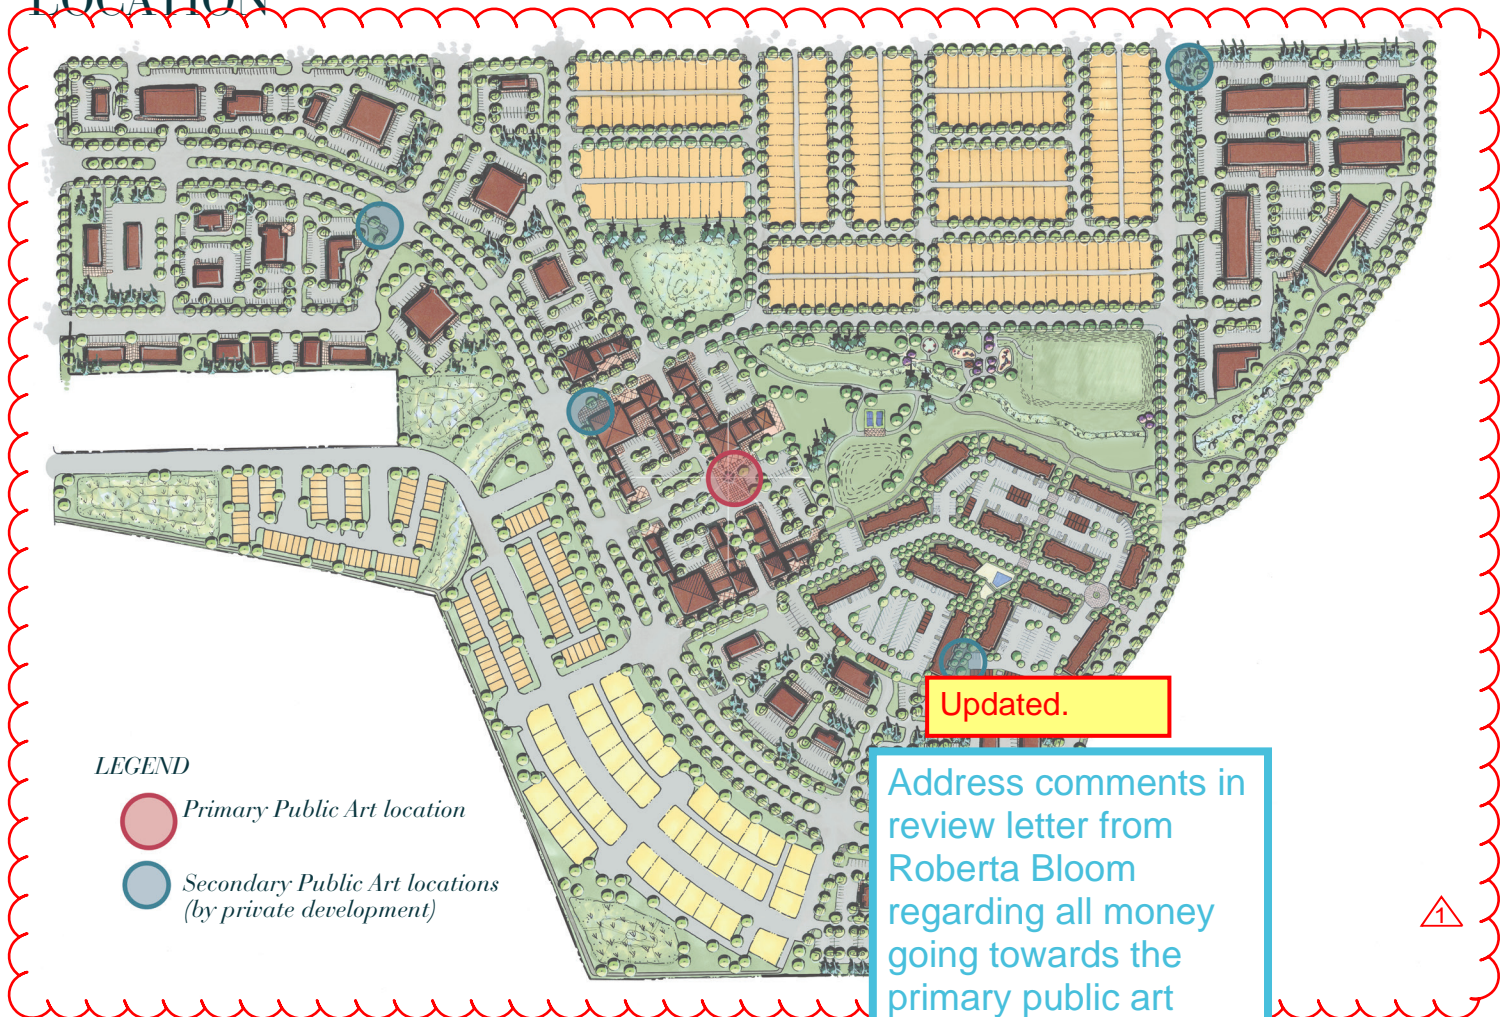 LOCATION
Updated.
Address comments in
review letter from
Roberta Bloom
regarding all money
going towards the
primary public art
LEGEND
Primary Public Art location
Secondary Public Art locations
(by private development)
1